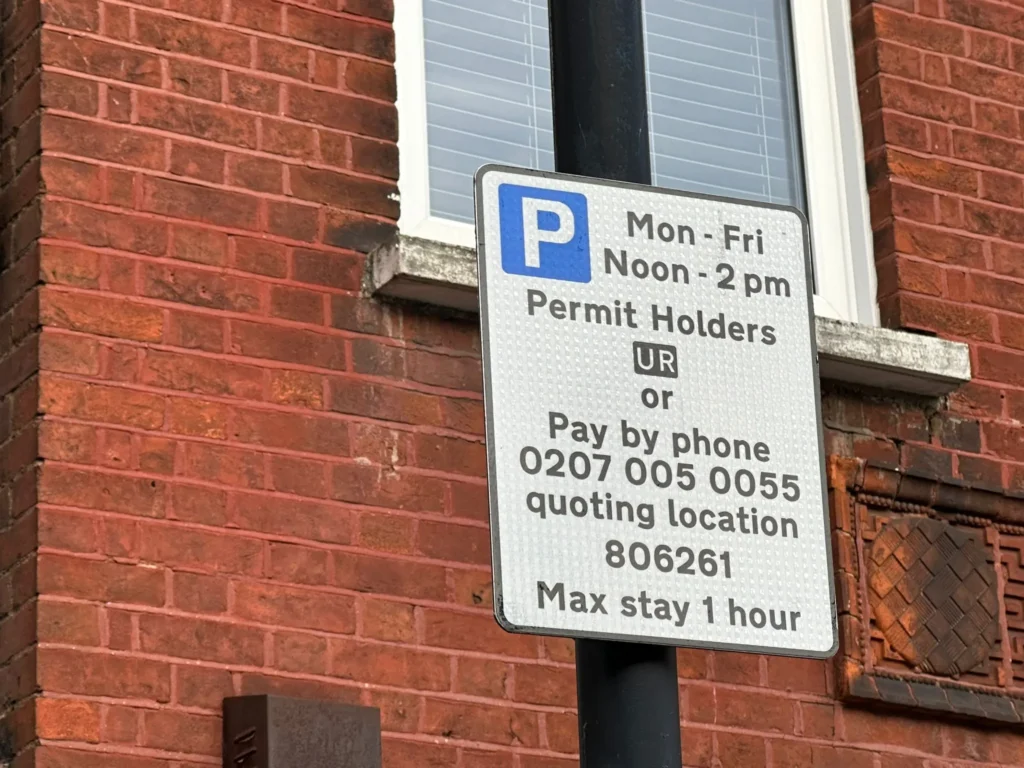 P
Mon - Fri
Noon - 2 pm
Permit Holders
UR
or
Pay by phone
0207 005 0055
quoting location
806261
Max stay 1 hour